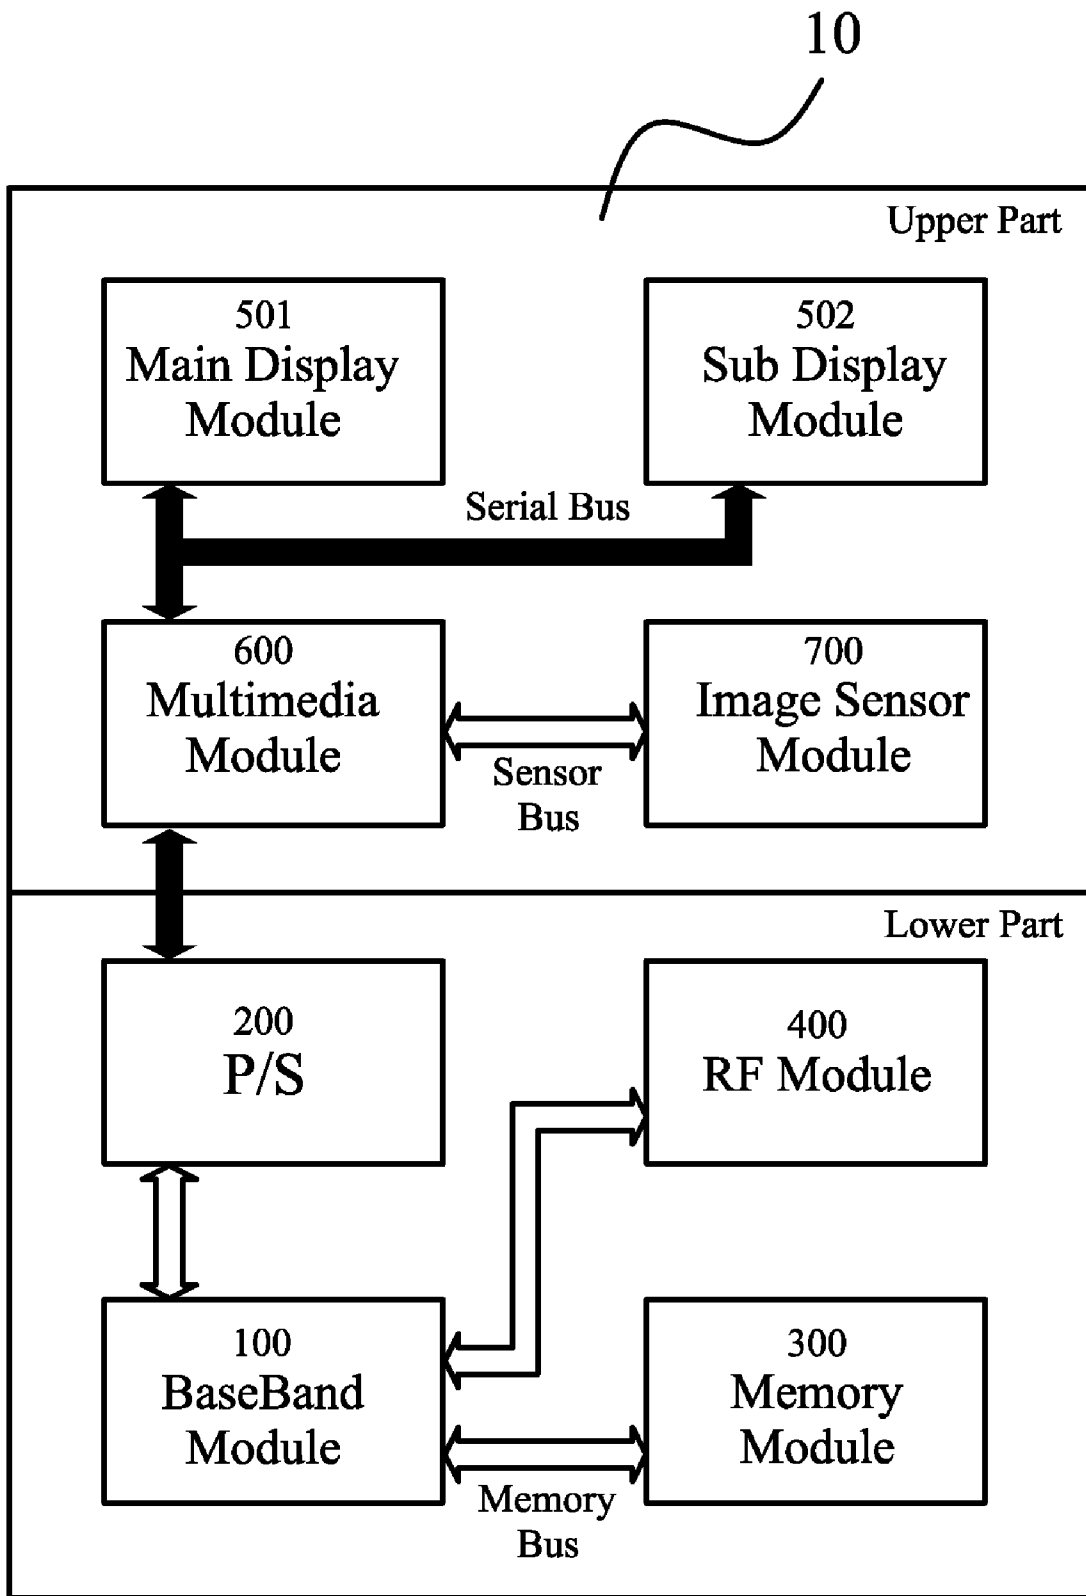 10
Upper Part
501
Main Display
Module
502
Sub Display
Module
Serial Bus
600
Multimedia
Module
700
Image Sensor
Module
Sensor
Bus
Lower Part
200
P/S
400
RF Module
100
BaseBand
Module
300
Memory
Module
Memory
Bus